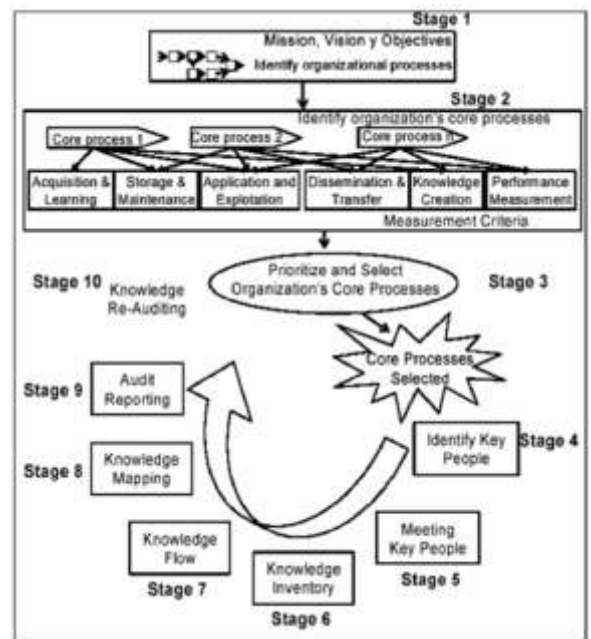 Stage 1
Mission, Vision y Objectives
Identify organizational processes
Stage 2
Identify organization's core processes
Core process 1
Core process 2
Core process n
Acquisition &
Learning
Storage &
Maintenance
Application and
Explotation
Dissemination &
Transfer
Knowledge
Creation
Performance
Measurement
Measurement Criteria
Prioritize and Select
Organization's Core Processes
Stage 3
Stage 10
Knowledge
Re-Auditing
Core Processes
Selected
Stage 9
Audit
Reporting
Identify Key
People
Stage 4
Stage 8
Knowledge
Mapping
Meeting
Key People
Stage 5
Knowledge
Flow
Stage 7
Knowledge
Inventory
Stage 6